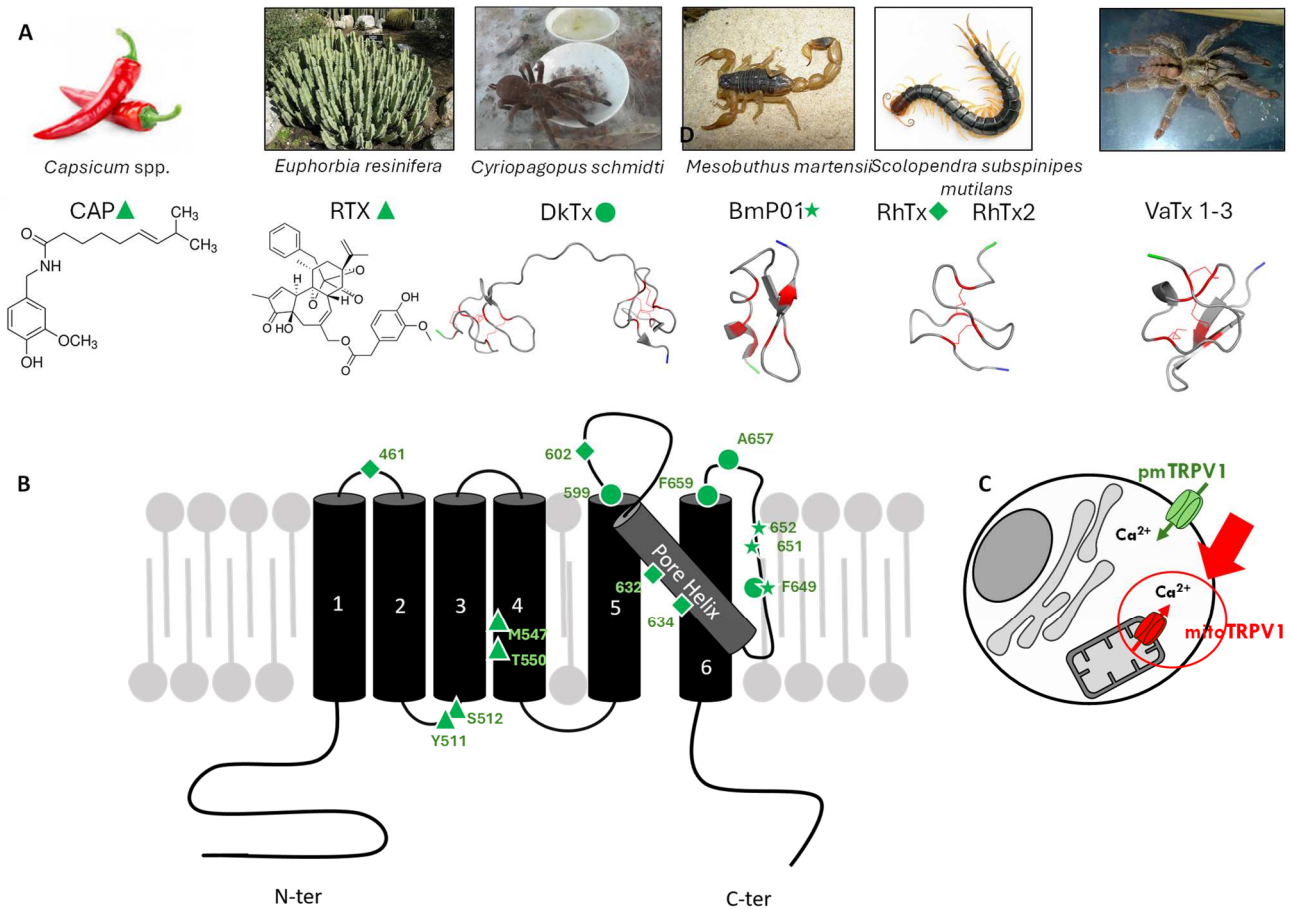 A
D
Capsicum spp.
Euphorbia resinifera
Cyriopagopus schmidti
Mesobuthus martensii
Scolopendra subspinipes
mutilans
CAP
RTX
DkTx
BmP01
RhTx
RhTx2
VaTx 1-3
O
NH
OCH3
OH
CH3
CH3
O
O
O
O
H
H
O
OH
O
O
OH
O
B
461
602
599
F659
A657
652
651
F649
632
634
Pore Helix
1
2
3
4
5
6
M547
T550
S512
Y511
N-ter
C-ter
C
pmTRPV1
Ca2+
Ca2+
mitoTRPV1